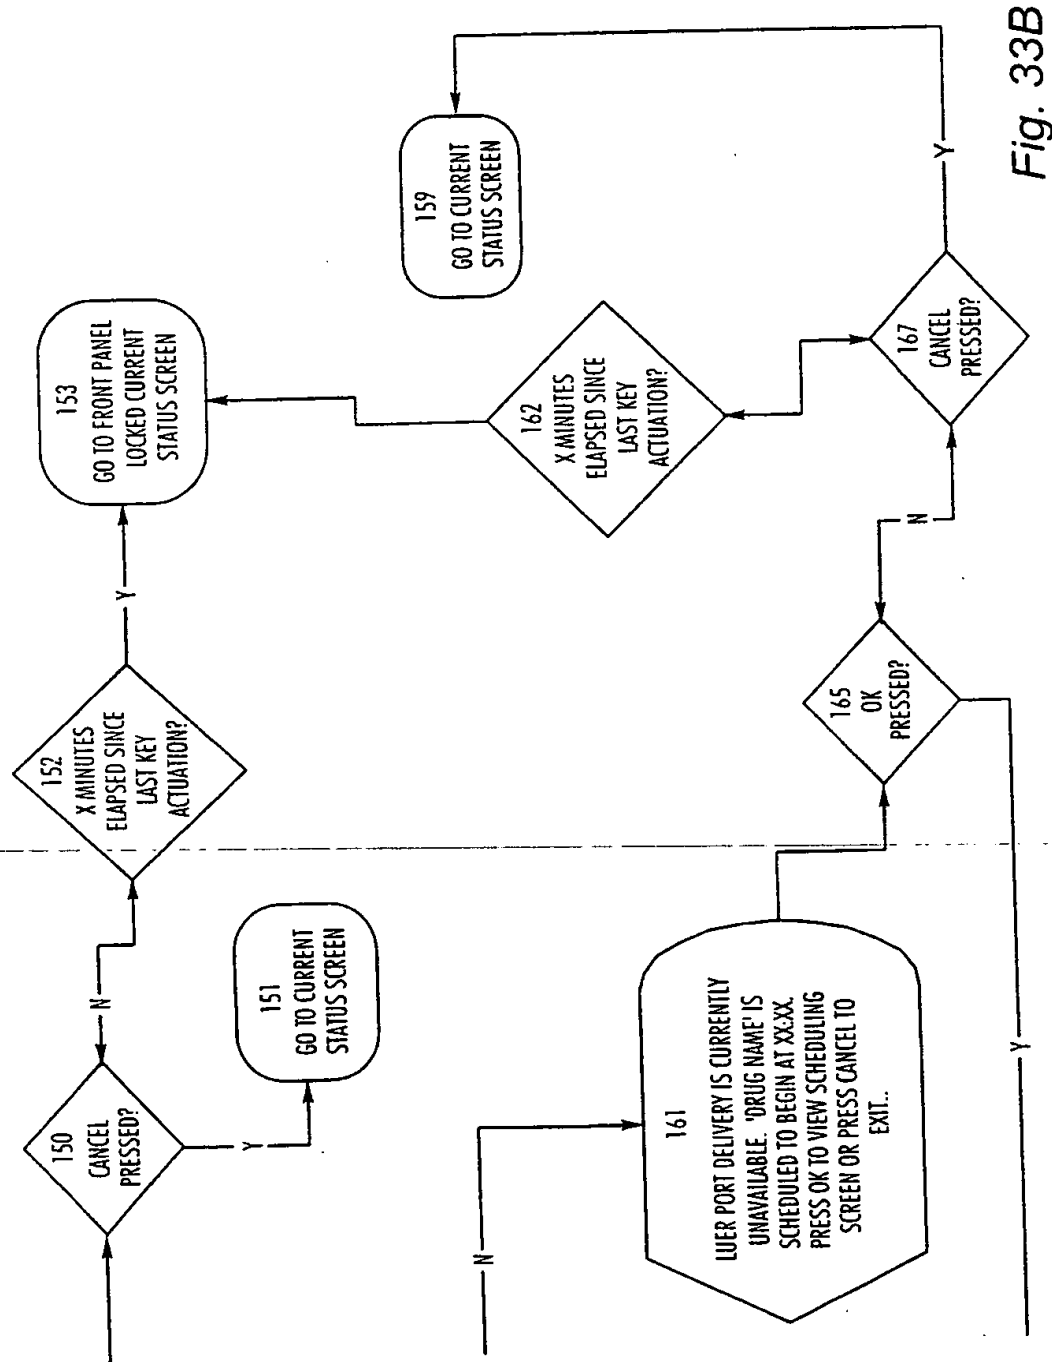 150
CANCEL
PRESSED?
N
Y
151
GO TO CURRENT
STATUS SCREEN
152
X MINUTES
ELAPSED SINCE
LAST KEY
ACTUATION?
Y
153
GO TO FRONT PANEL
LOCKED CURRENT
STATUS SCREEN
N
161
LUER PORT DELIVERY IS CURRENTLY
UNAVAILABLE. 'DRUG NAME' IS
SCHEDULED TO BEGIN AT XX:XX.
PRESS OK TO VIEW SCHEDULING
SCREEN OR PRESS CANCEL TO
EXIT..
162
X MINUTES
ELAPSED SINCE
LAST KEY
ACTUATION?
159
GO TO CURRENT
STATUS SCREEN
165
OK
PRESSED?
N
167
CANCEL
PRESSED?
Y
Y
Fig. 33B